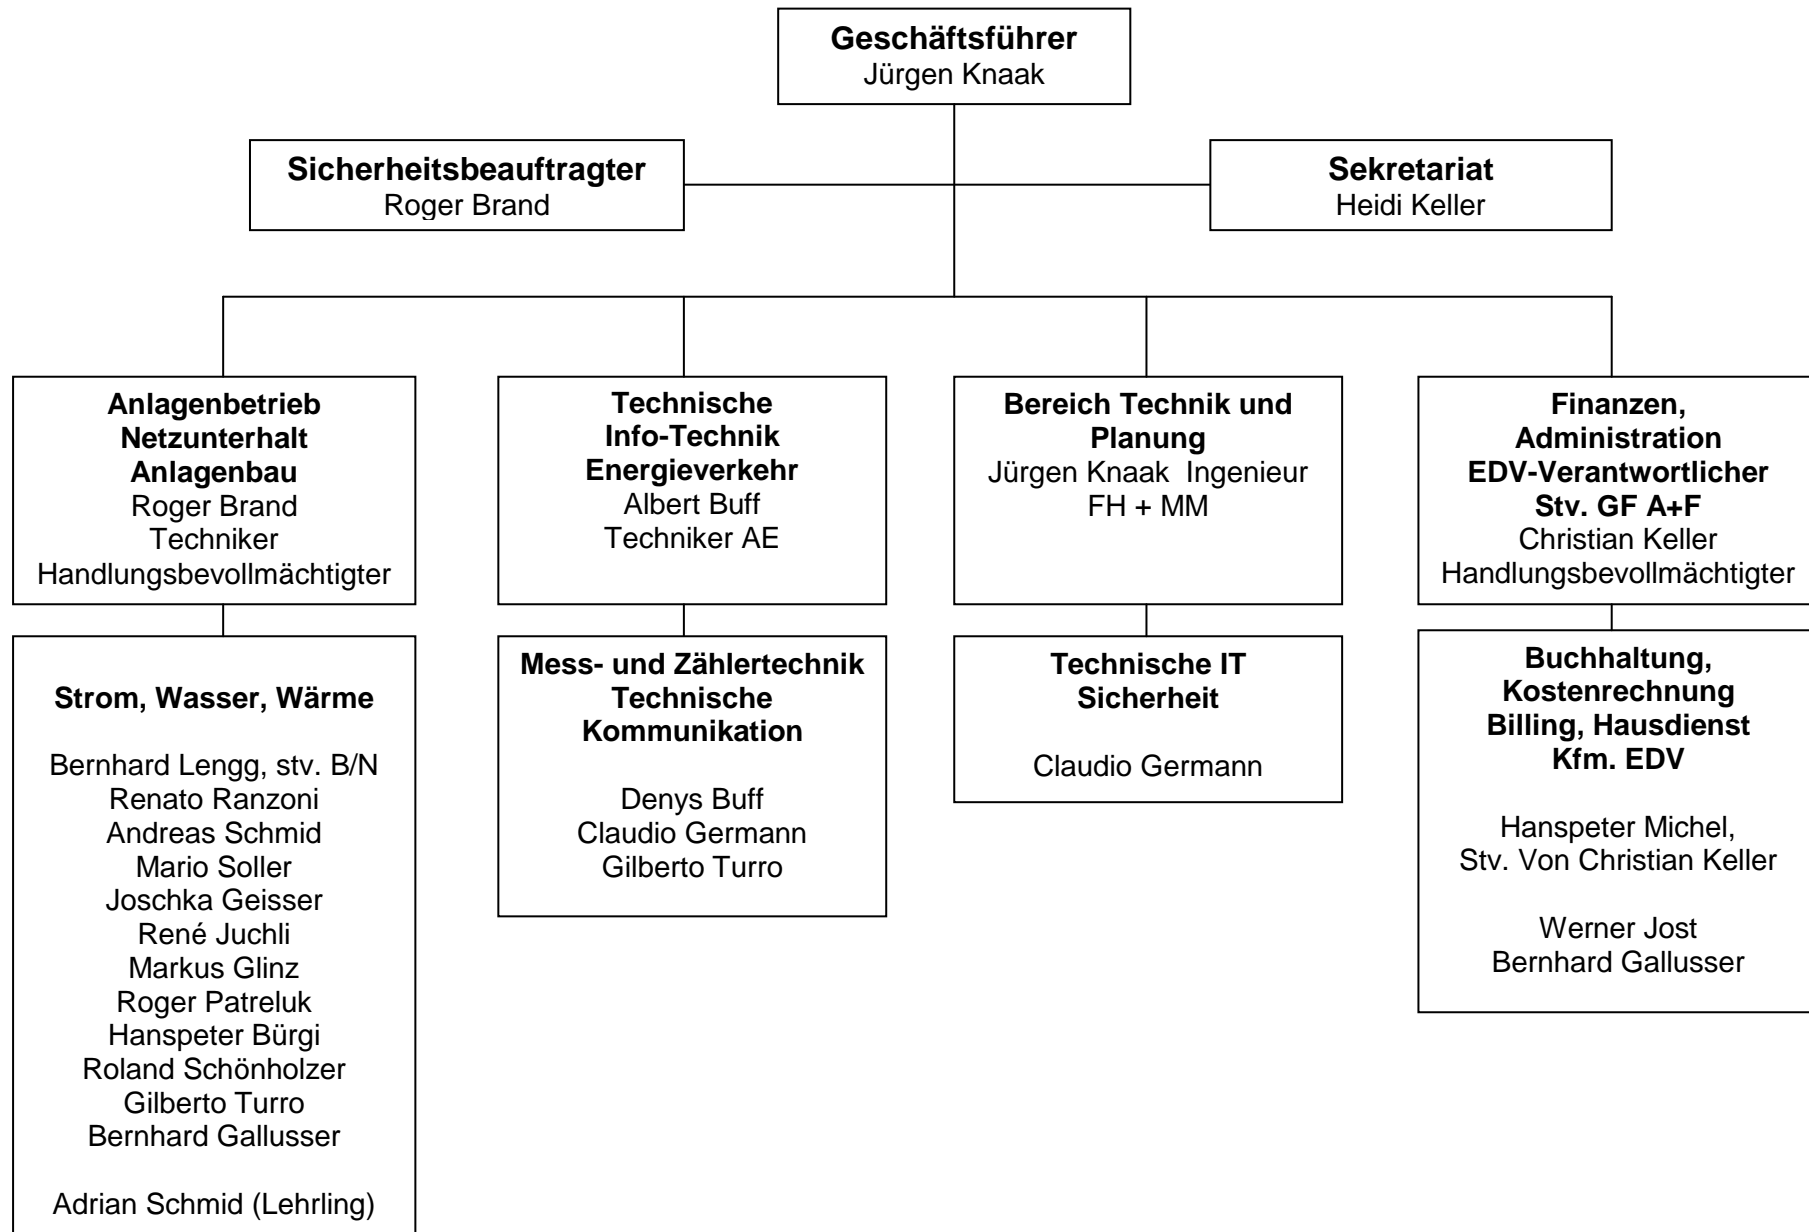 Geschäftsführer
Jürgen Knaak
Sicherheitsbeauftragter
Roger Brand
Sekretariat
Heidi Keller
Anlagenbetrieb
Netzunterhalt
Anlagenbau
Roger Brand
Techniker
Handlungsbevollmächtigter
Technische
Info-Technik
Energieverkehr
Albert Buff
Techniker AE
Bereich Technik und
Planung
Jürgen Knaak  Ingenieur
FH + MM
Finanzen,
Administration
EDV-Verantwortlicher
Stv. GF A+F
Christian Keller
Handlungsbevollmächtigter
Strom, Wasser, Wärme
Bernhard Lengg, stv. B/N
Renato Ranzoni
Andreas Schmid
Mario Soller
Joschka Geisser
René Juchli
Markus Glinz
Roger Patreluk
Hanspeter Bürgi
Roland Schönholzer
Gilberto Turro
Bernhard Gallusser
Adrian Schmid (Lehrling)
Mess- und Zählertechnik
Technische
Kommunikation
Denys Buff
Claudio Germann
Gilberto Turro
Technische IT
Sicherheit
Claudio Germann
Buchhaltung,
Kostenrechnung
Billing, Hausdienst
Kfm. EDV
Hanspeter Michel,
Stv. Von Christian Keller
Werner Jost
Bernhard Gallusser